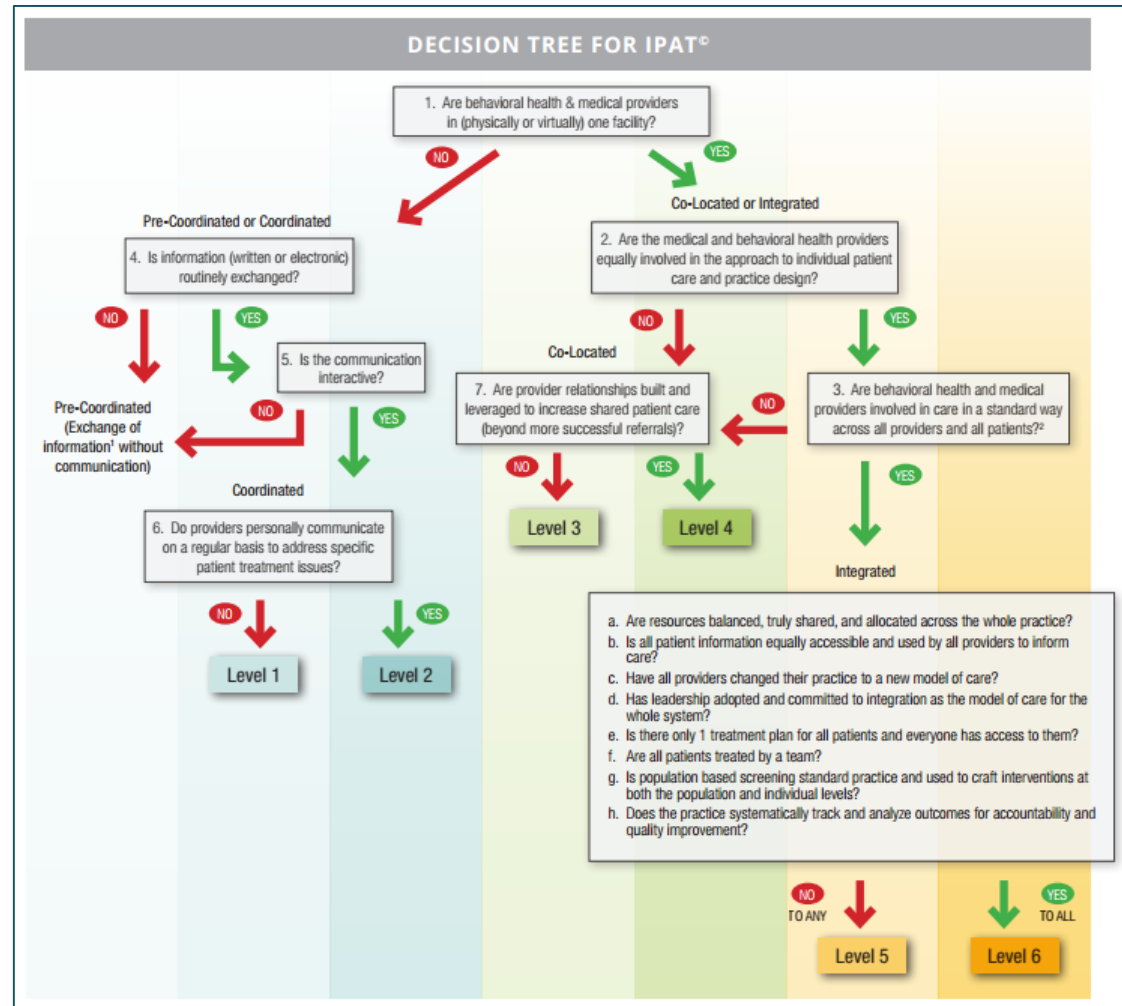 DECISION TREE FOR IPAT©
1. Are behavioral health & medical providers
in (physically or virtually) one facility?
NO
YES
Pre-Coordinated or Coordinated
Co-Located or Integrated
4. Is information (written or electronic)
routinely exchanged?
2. Are the medical and behavioral health providers
equally involved in the approach to individual patient
care and practice design?
NO
YES
NO
YES
5. Is the communication
interactive?
Co-Located
7. Are provider relationships built and
leveraged to increase shared patient care
(beyond more successful referrals)?
3. Are behavioral health and medical
providers involved in care in a standard way
across all providers and all patients?²
NO
NO
YES
Pre-Coordinated
(Exchange of
information¹ without
communication)
NO
YES
YES
Coordinated
6. Do providers personally communicate
on a regular basis to address specific
patient treatment issues?
Level 3
Level 4
Integrated
NO
YES
Level 1
Level 2
a. Are resources balanced, truly shared, and allocated across the whole practice?
b. Is all patient information equally accessible and used by all providers to inform
care?
c. Have all providers changed their practice to a new model of care?
d. Has leadership adopted and committed to integration as the model of care for the
whole system?
e. Is there only 1 treatment plan for all patients and everyone has access to them?
f. Are all patients treated by a team?
g. Is population based screening standard practice and used to craft interventions at
both the population and individual levels?
h. Does the practice systematically track and analyze outcomes for accountability and
quality improvement?
NO
TO ANY
YES
TO ALL
Level 5
Level 6